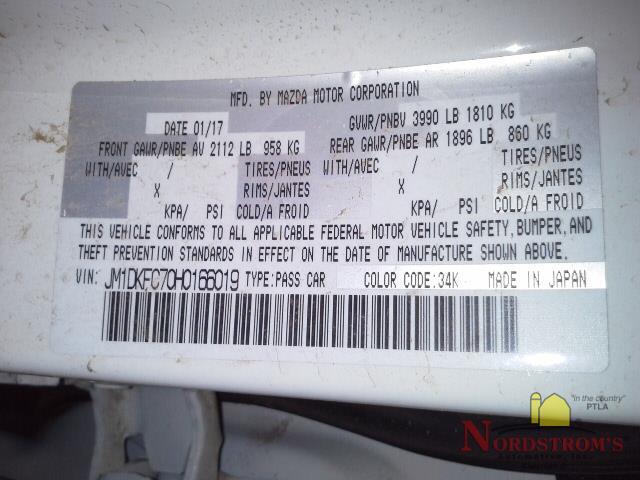 MFD. BY MAZDA MOTOR CORPORATION
DATE 01/17 GVWR/PNBV 3990 LB 1810 KG
FRONT GAWR/PNBE AV 2112 LB 958 KG REAR GAWR/PNBE AR 1896 LB 860 KG
WITH/AVEC / TIRES/PNEUS WITH/AVEC / TIRES/PNEUS
X RIMS/JANTES X RIMS/JANTES
KPA/ PSI COLD/A FROID KPA/ PSI COLD/A FROID
THIS VEHICLE CONFORMS TO ALL APPLICABLE FEDERAL MOTOR VEHICLE SAFETY, BUMPER, AND
THEFT PREVENTION STANDARDS IN EFFECT ON THE DATE OF MANUFACTURE SHOWN ABOVE.
VIN: JM1DKFC70H0166019 TYPE:PASS CAR COLOR CODE:34K MADE IN JAPAN
"In the country"
PTLA
NORDSTROM'S
Automotive, Inc.